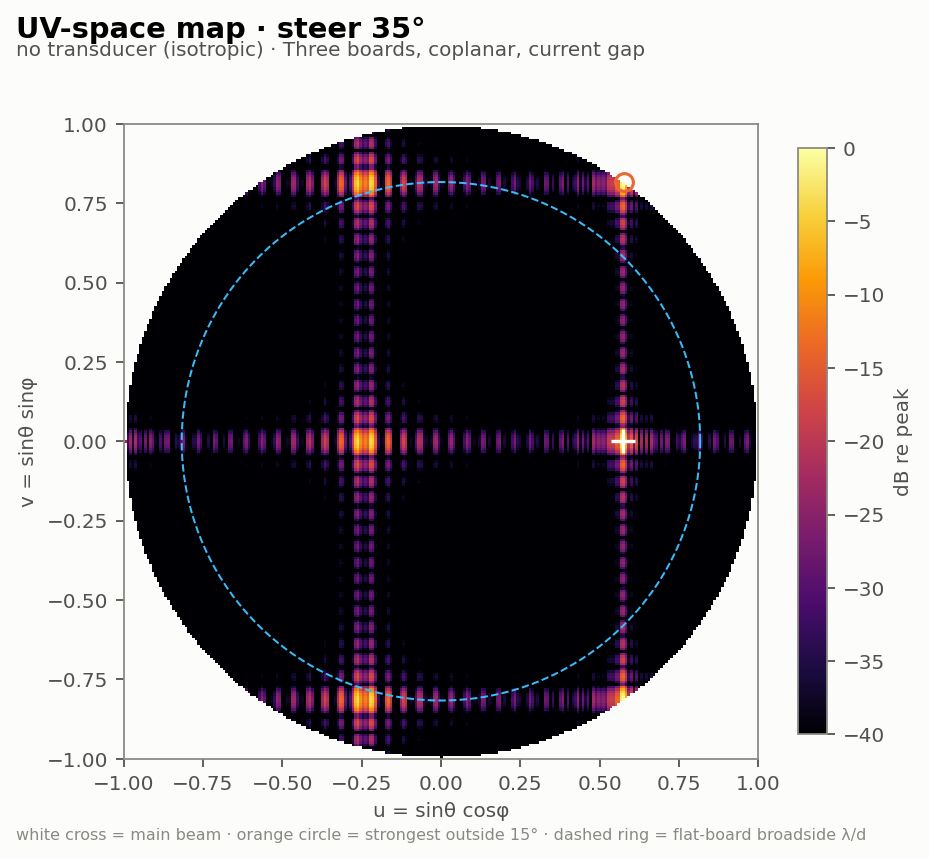 UV-space map · steer 35°
no transducer (isotropic) · Three boards, coplanar, current gap
1.00
0.75
0.50
0.25
0.00
−0.25
−0.50
−0.75
−1.00
v = sinθ sinφ
−1.00 −0.75 −0.50 −0.25 0.00 0.25 0.50 0.75 1.00
u = sinθ cosφ
0
−5
−10
−15
−20
−25
−30
−35
−40
dB re peak
white cross = main beam · orange circle = strongest outside 15° · dashed ring = flat-board broadside λ/d